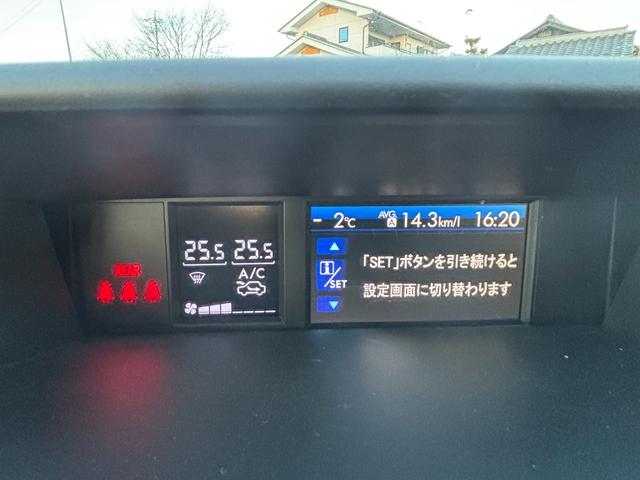 REAR
25.5 25.5
A/C
- 2℃ AVG A 14.3km/l 16:20
i/SET
「SET」ボタンを引き続けると
設定画面に切り替わります